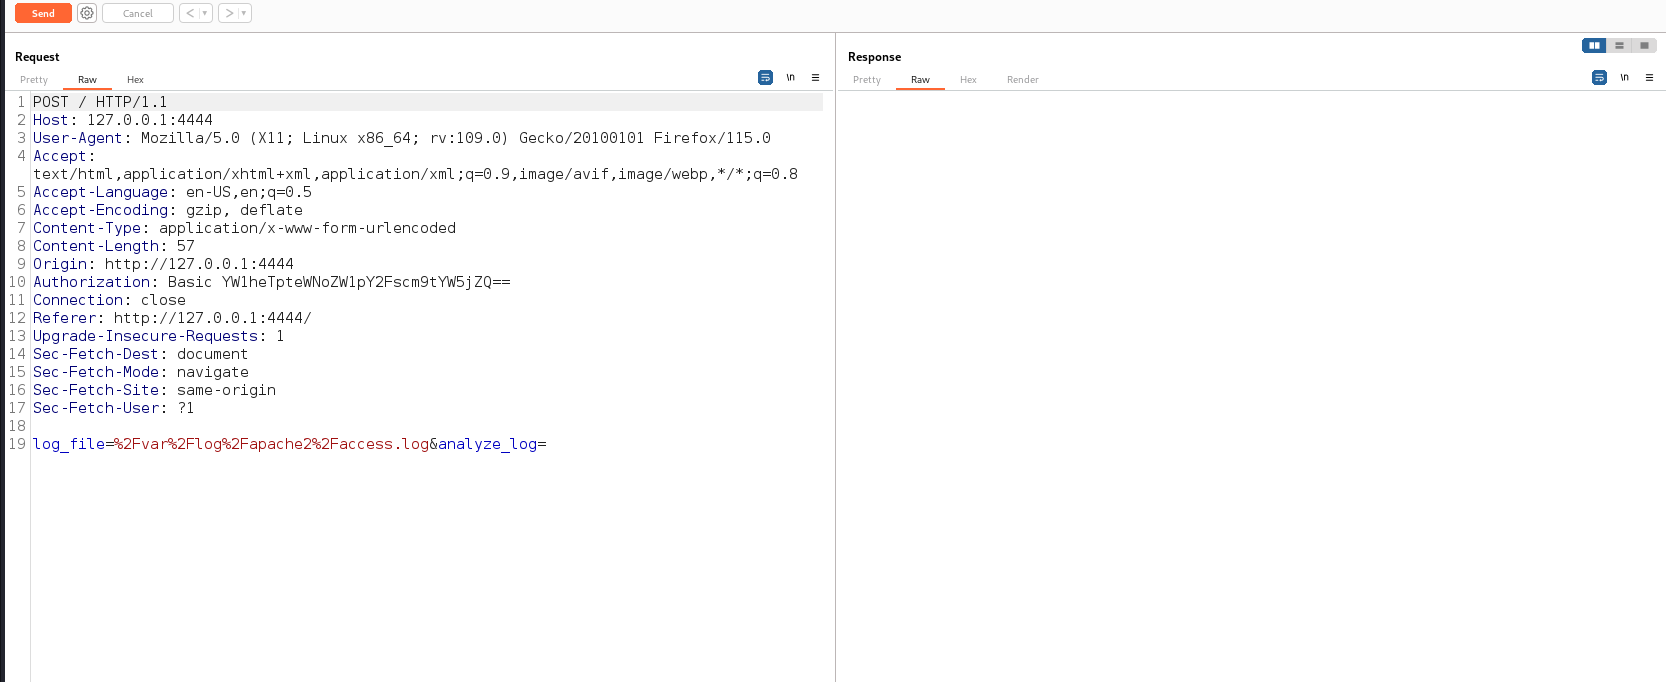 Send Cancel < >
Request
Pretty Raw Hex \n
1 POST / HTTP/1.1
2 Host: 127.0.0.1:4444
3 User-Agent: Mozilla/5.0 (X11; Linux x86_64; rv:109.0) Gecko/20100101 Firefox/115.0
4 Accept:
text/html,application/xhtml+xml,application/xml;q=0.9,image/avif,image/webp,*/*;q=0.8
5 Accept-Language: en-US,en;q=0.5
6 Accept-Encoding: gzip, deflate
7 Content-Type: application/x-www-form-urlencoded
8 Content-Length: 57
9 Origin: http://127.0.0.1:4444
10 Authorization: Basic YW1heTpteWNoZW1pY2Fscm9tYW5jZQ==
11 Connection: close
12 Referer: http://127.0.0.1:4444/
13 Upgrade-Insecure-Requests: 1
14 Sec-Fetch-Dest: document
15 Sec-Fetch-Mode: navigate
16 Sec-Fetch-Site: same-origin
17 Sec-Fetch-User: ?1
18
19 log_file=%2Fvar%2Flog%2Fapache2%2Faccess.log&analyze_log=
Response
Pretty Raw Hex Render \n